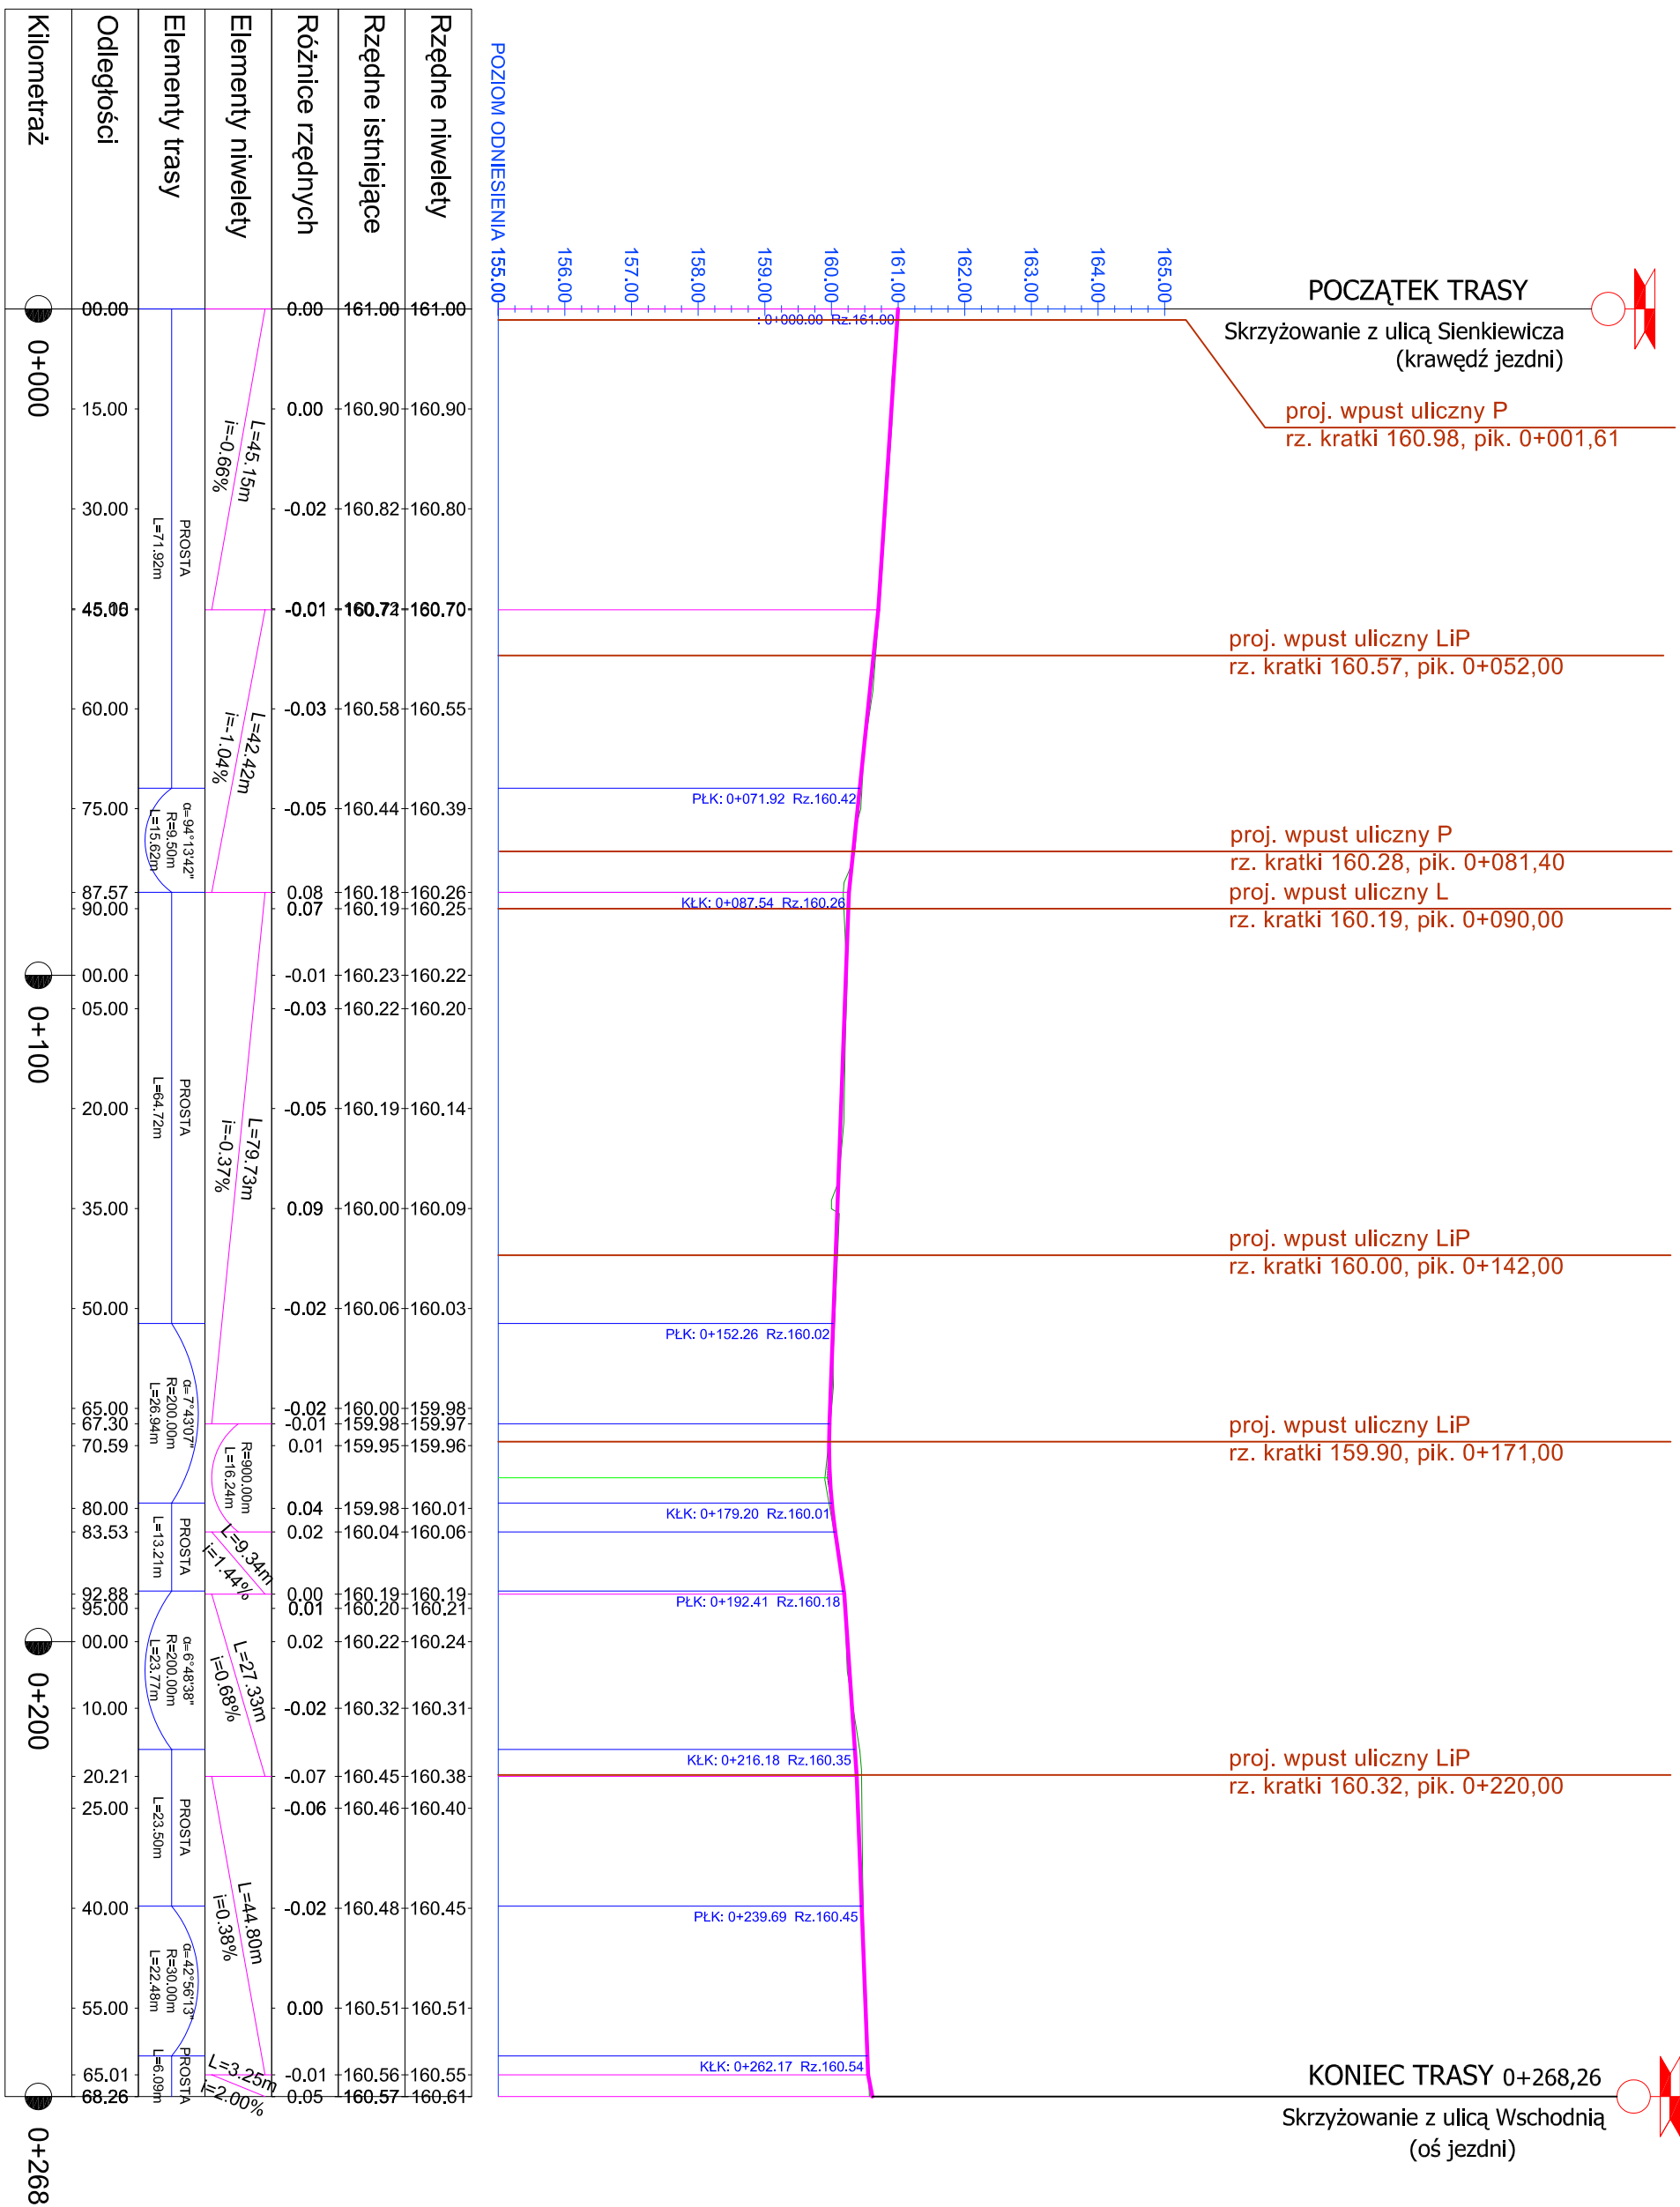 POCZĄTEK TRASY
Skrzyżowanie z ulicą Sienkiewicza
(krawędź jezdni)
proj. wpust uliczny P
rz. kratki 160.98, pik. 0+001,61
proj. wpust uliczny LiP
rz. kratki 160.57, pik. 0+052,00
proj. wpust uliczny P
rz. kratki 160.28, pik. 0+081,40
proj. wpust uliczny L
rz. kratki 160.19, pik. 0+090,00
proj. wpust uliczny LiP
rz. kratki 160.00, pik. 0+142,00
proj. wpust uliczny LiP
rz. kratki 159.90, pik. 0+171,00
proj. wpust uliczny LiP
rz. kratki 160.32, pik. 0+220,00
KONIEC TRASY 0+268,26
Skrzyżowanie z ulicą Wschodnią
(oś jezdni)
165.00
164.00
163.00
162.00
161.00
160.00
159.00
158.00
157.00
156.00
POZIOM ODNIESIENIA 155.00
: 0+000.00 Rz.161.00
PŁK: 0+071.92 Rz.160.42
KŁK: 0+087.54 Rz.160.26
PŁK: 0+152.26 Rz.160.02
KŁK: 0+179.20 Rz.160.01
PŁK: 0+192.41 Rz.160.18
KŁK: 0+216.18 Rz.160.35
PŁK: 0+239.69 Rz.160.45
KŁK: 0+262.17 Rz.160.54
Rzędne niwelety
161.00 160.90 160.80 160.70 160.55 160.39 160.26 160.25 160.22 160.20 160.14 160.09 160.03 159.98 159.97 159.96 160.01 160.06 160.19 160.21 160.24 160.31 160.38 160.40 160.45 160.51 160.55 160.61
Rzędne istniejące
161.00 160.90 160.82 160.58 160.44 160.18 160.19 160.23 160.22 160.19 160.00 160.06 160.00 159.98 159.95 159.98 160.04 160.19 160.20 160.22 160.32 160.45 160.46 160.48 160.51 160.56 160.57
Różnice rzędnych
0.00 0.00 -0.02 -0.01 -0.03 -0.05 0.08 0.07 -0.01 -0.03 -0.05 0.09 -0.02 -0.02 -0.01 0.01 0.04 0.02 0.00 0.01 0.02 -0.02 -0.07 -0.06 -0.02 0.00 -0.01 0.05
Elementy niwelety
L=45.15m
i=-0.66%
L=42.42m
i=-1.04%
L=79.73m
i=-0.37%
R=900.00m
L=16.24m
L=9.34m
i=1.44%
L=27.33m
i=0.68%
L=44.80m
i=0.38%
L=3.25m
i=2.00%
Elementy trasy
PROSTA
L=71.92m
α=94°13'42"
R=9.50m
L=15.62m
PROSTA
L=64.72m
α=7°43'07"
R=200.00m
L=26.94m
PROSTA
L=13.21m
α=6°48'38"
R=200.00m
L=23.77m
PROSTA
L=23.50m
α=42°56'13"
R=30.00m
L=22.48m
PROSTA
L=6.09m
Odległości
00.00 15.00 30.00 60.00 75.00 87.57 90.00 00.00 05.00 20.00 35.00 50.00 65.00 67.30 70.59 80.00 83.53 92.88 95.00 00.00 10.00 20.21 25.00 40.00 55.00 65.01 68.26
Kilometraż
0+000
0+100
0+200
0+268